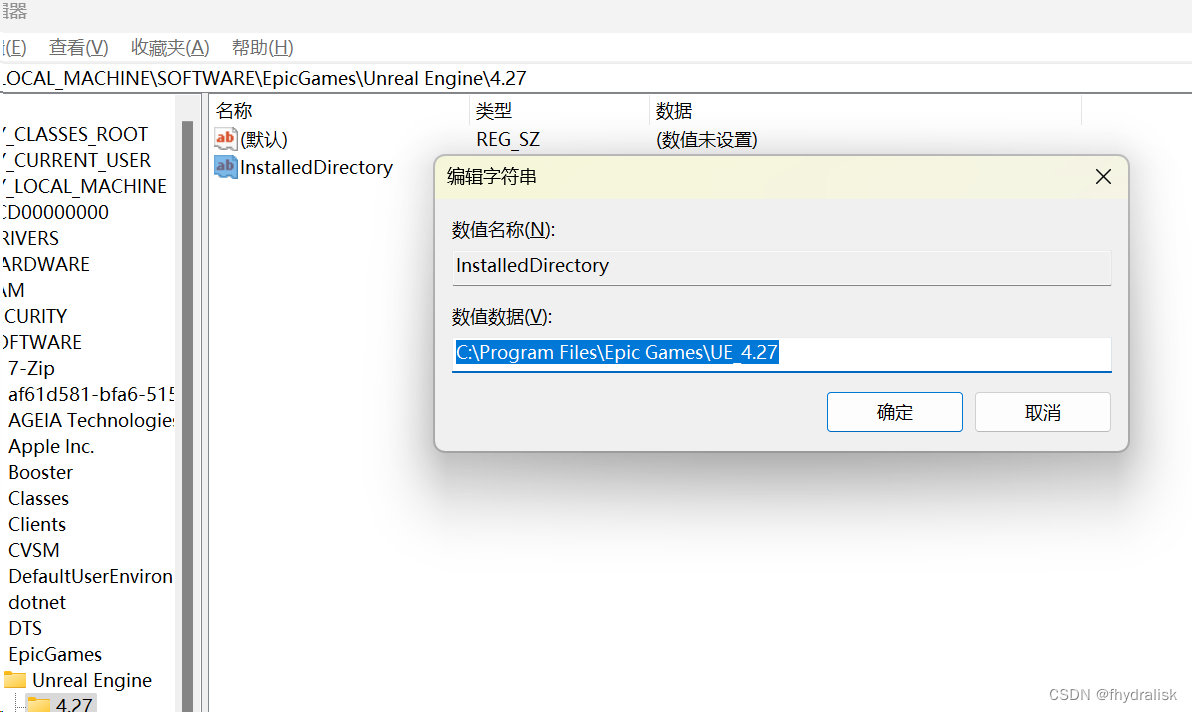 辑器
(E) 查看(V) 收藏夹(A) 帮助(H)
LOCAL_MACHINE\SOFTWARE\EpicGames\Unreal Engine\4.27
名称 类型 数据
Y_CLASSES_ROOT
ab (默认) REG_SZ (数值未设置)
Y_CURRENT_USER
ab InstalledDirectory
Y_LOCAL_MACHINE
CD00000000
RIVERS
ARDWARE
AM
CURITY
OFTWARE
7-Zip
af61d581-bfa6-515
AGEIA Technologies
Apple Inc.
Booster
Classes
Clients
CVSM
DefaultUserEnviron
dotnet
DTS
EpicGames
Unreal Engine
4.27
编辑字符串
数值名称(N):
InstalledDirectory
数值数据(V):
C:\Program Files\Epic Games\UE_4.27
确定 取消
CSDN @fhydralisk